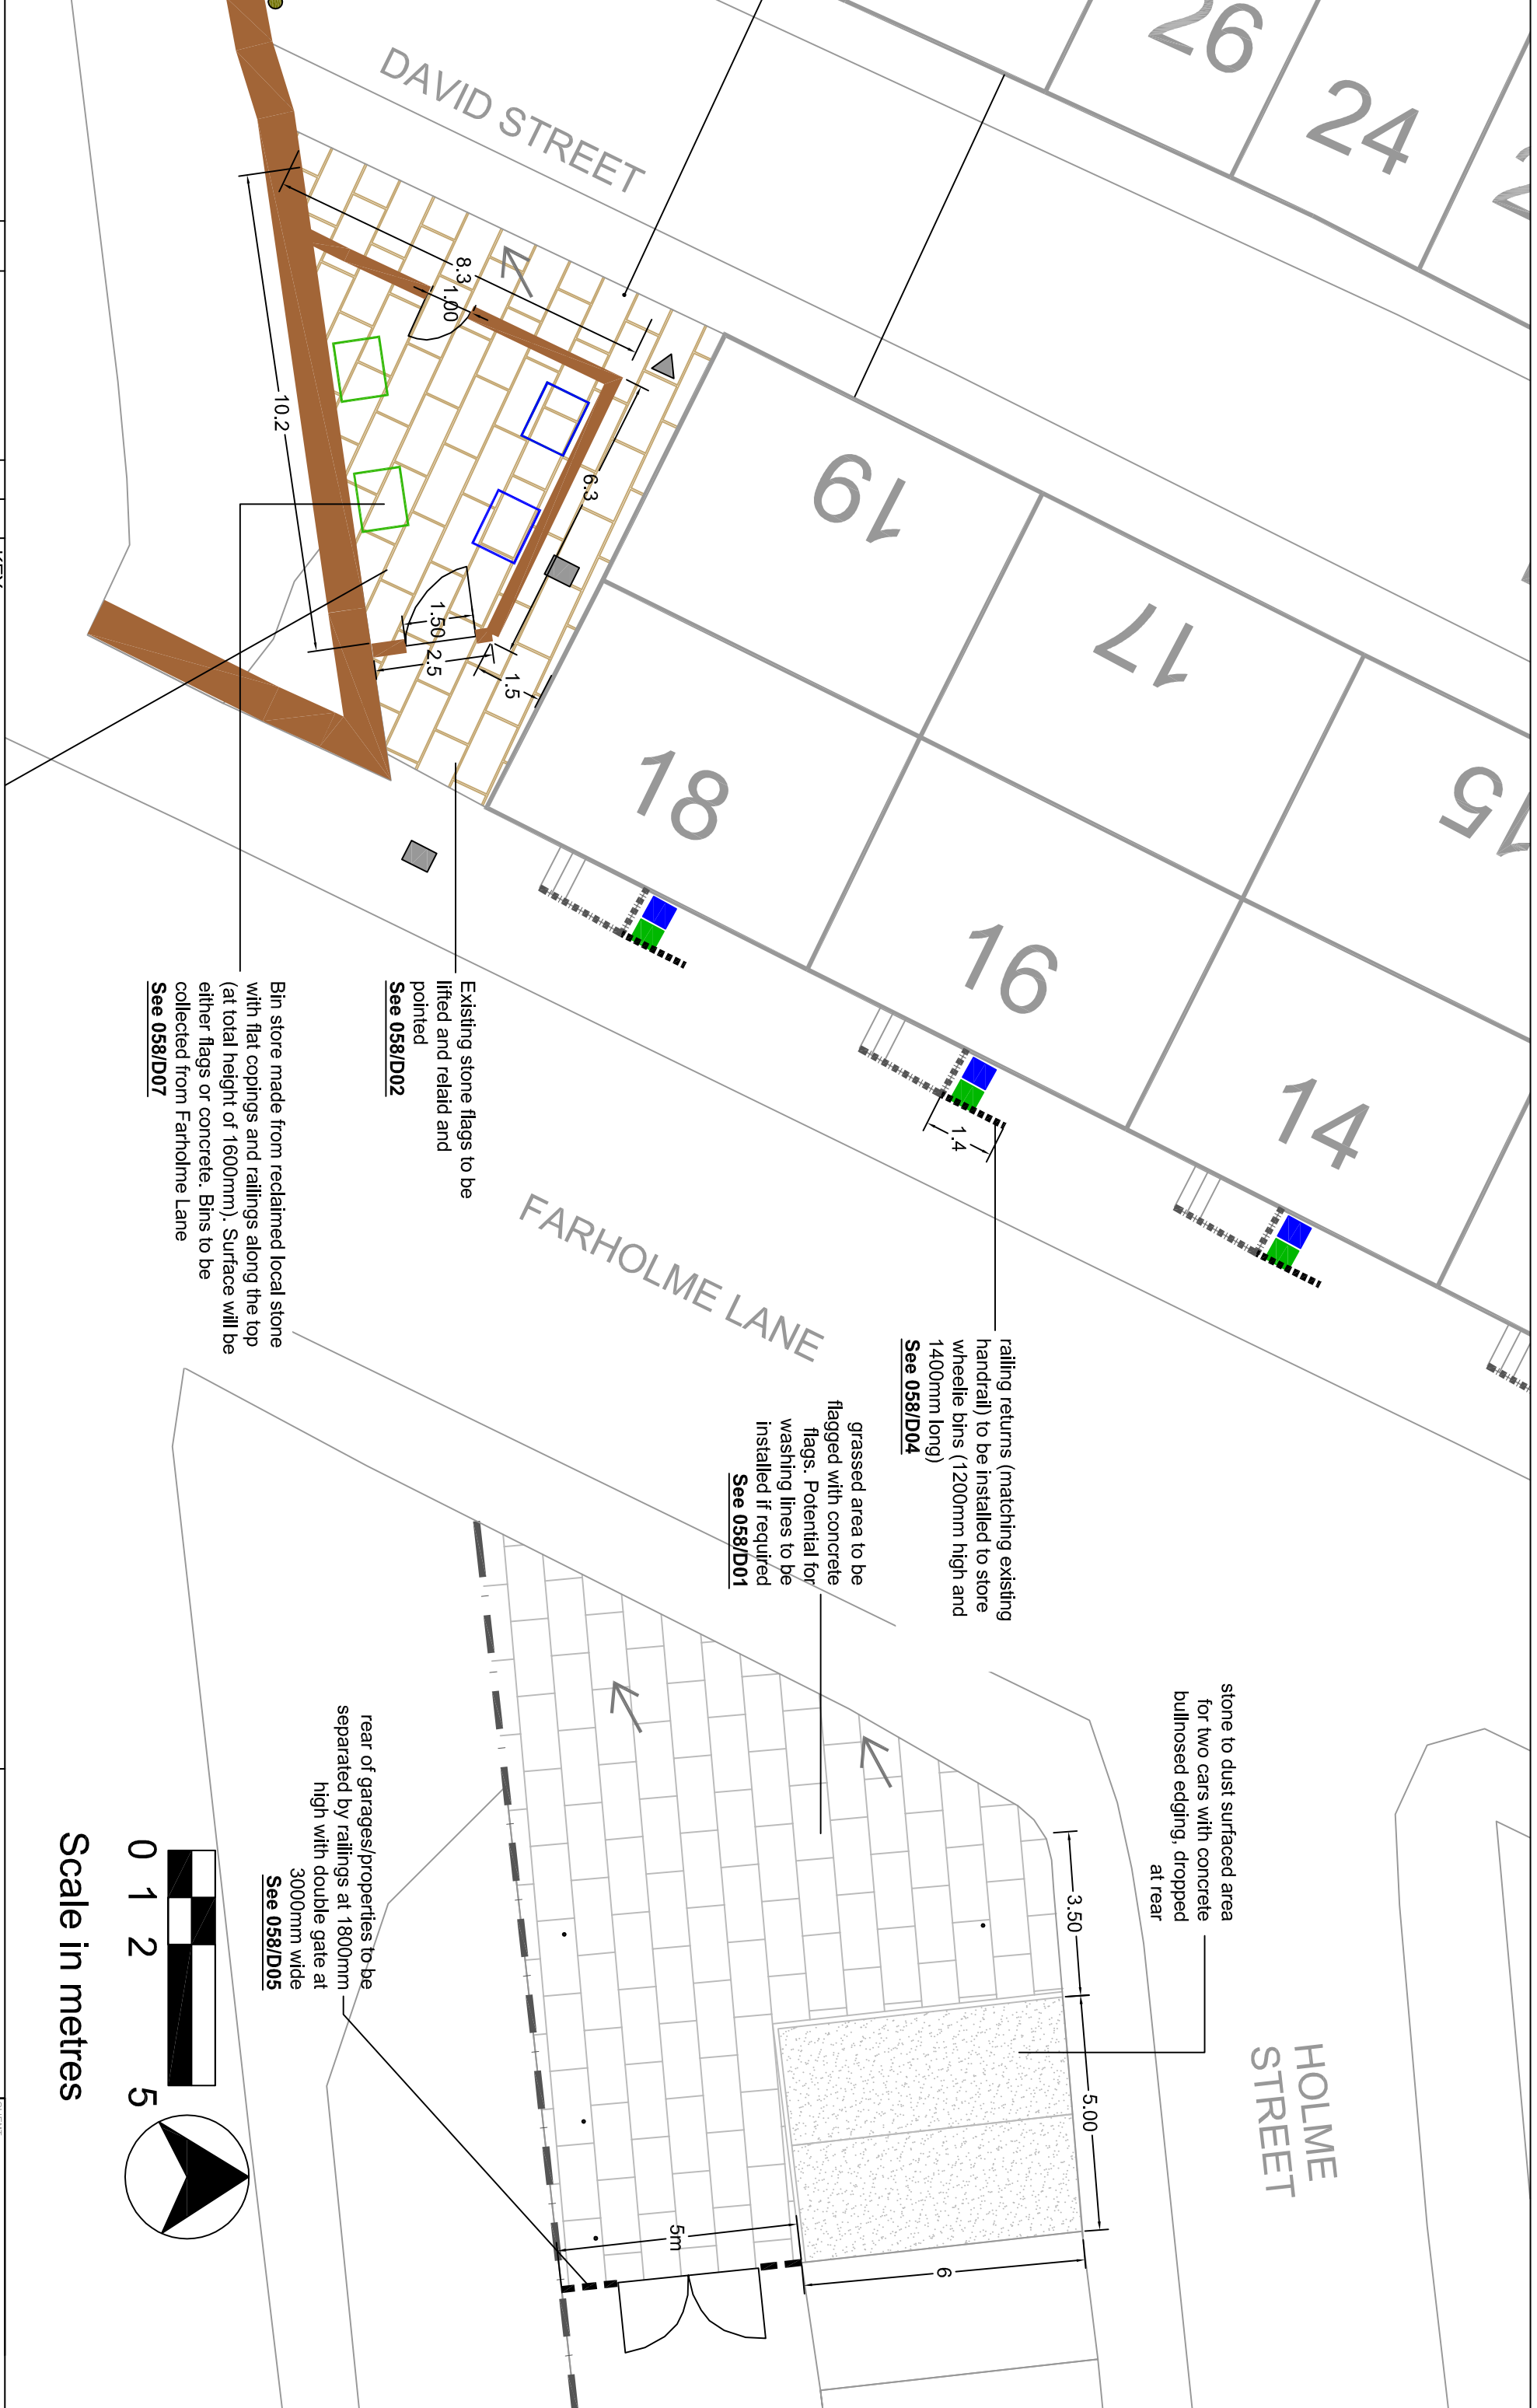 26
24
DAVID STREET
19
17
15
18
16
14
8.3
1.00
10.2
6.3
1.50
2.5
1.5
1.4
FARHOLME LANE
Existing stone flags to be
lifted and relaid and
pointed
See 058/D02
Bin store made from reclaimed local stone
with flat copings and railings along the top
(at total height of 1600mm). Surface will be
either flags or concrete. Bins to be
collected from Farholme Lane
See 058/D07
railing returns (matching existing
handrail) to be installed to store
wheelie bins (1200mm high and
1400mm long)
See 058/D04
grassed area to be
flagged with concrete
flags. Potential for
washing lines to be
installed if required
See 058/D01
stone to dust surfaced area
for two cars with concrete
bullnosed edging, dropped
at rear
HOLME
STREET
3.50
5.00
5m
6
rear of garages/properties to be
separated by railings at 1800mm
high with double gate at
3000mm wide
See 058/D05
0 1 2 5
Scale in metres